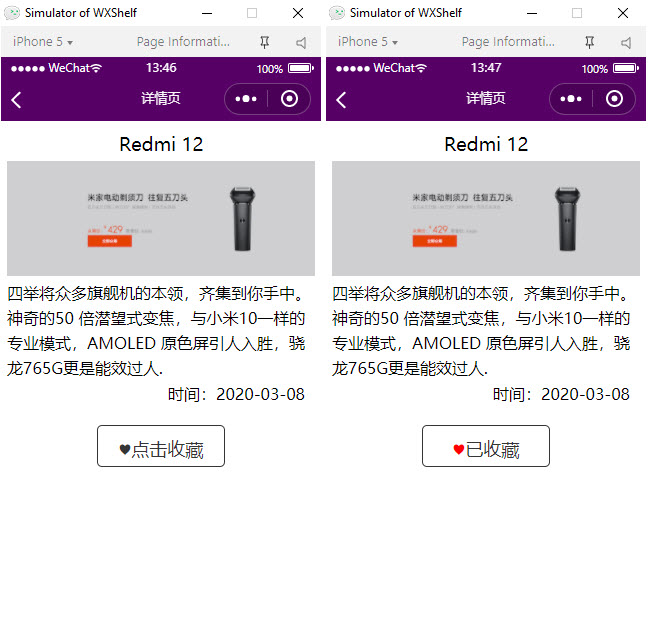 Simulator of WXShelf
iPhone 5
Page Informati...
WeChat
13:46
100%
详情页
Redmi 12
米家电动剃须刀 往复五刀头
429
四举将众多旗舰机的本领，齐集到你手中。
神奇的50 倍潜望式变焦，与小米10一样的
专业模式，AMOLED 原色屏引人入胜，骁
龙765G更是能效过人.
时间：2020-03-08
点击收藏
Simulator of WXShelf
iPhone 5
Page Informati...
WeChat
13:47
100%
详情页
Redmi 12
米家电动剃须刀 往复五刀头
429
四举将众多旗舰机的本领，齐集到你手中。
神奇的50 倍潜望式变焦，与小米10一样的
专业模式，AMOLED 原色屏引人入胜，骁
龙765G更是能效过人.
时间：2020-03-08
已收藏